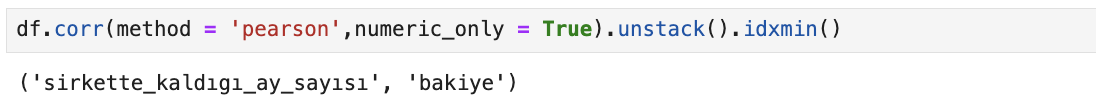 df.corr(method = 'pearson',numeric_only = True).unstack().idxmin()
('sirkette_kaldıgı_ay_sayısı', 'bakiye')